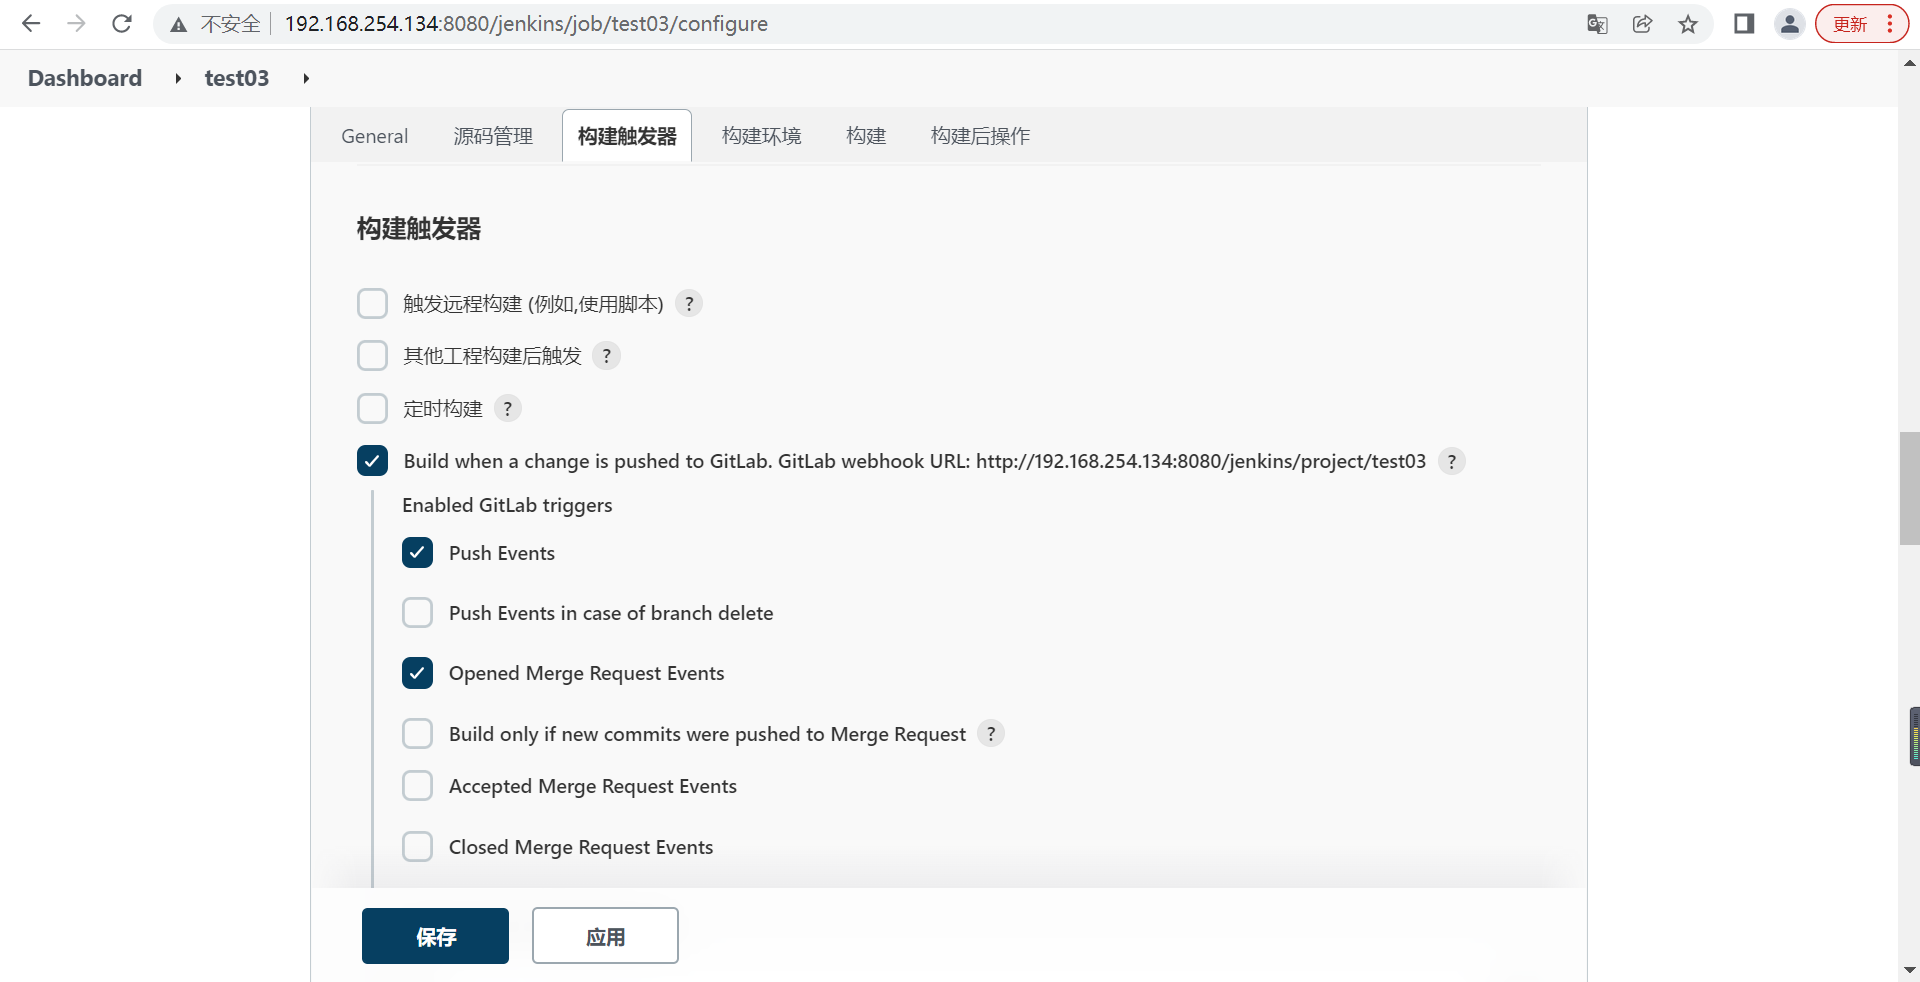 不安全 192.168.254.134:8080/jenkins/job/test03/configure 更新
Dashboard test03
General 源码管理 构建触发器 构建环境 构建 构建后操作
构建触发器
触发远程构建 (例如,使用脚本) ?
其他工程构建后触发 ?
定时构建 ?
Build when a change is pushed to GitLab. GitLab webhook URL: http://192.168.254.134:8080/jenkins/project/test03 ?
Enabled GitLab triggers
Push Events
Push Events in case of branch delete
Opened Merge Request Events
Build only if new commits were pushed to Merge Request ?
Accepted Merge Request Events
Closed Merge Request Events
保存 应用